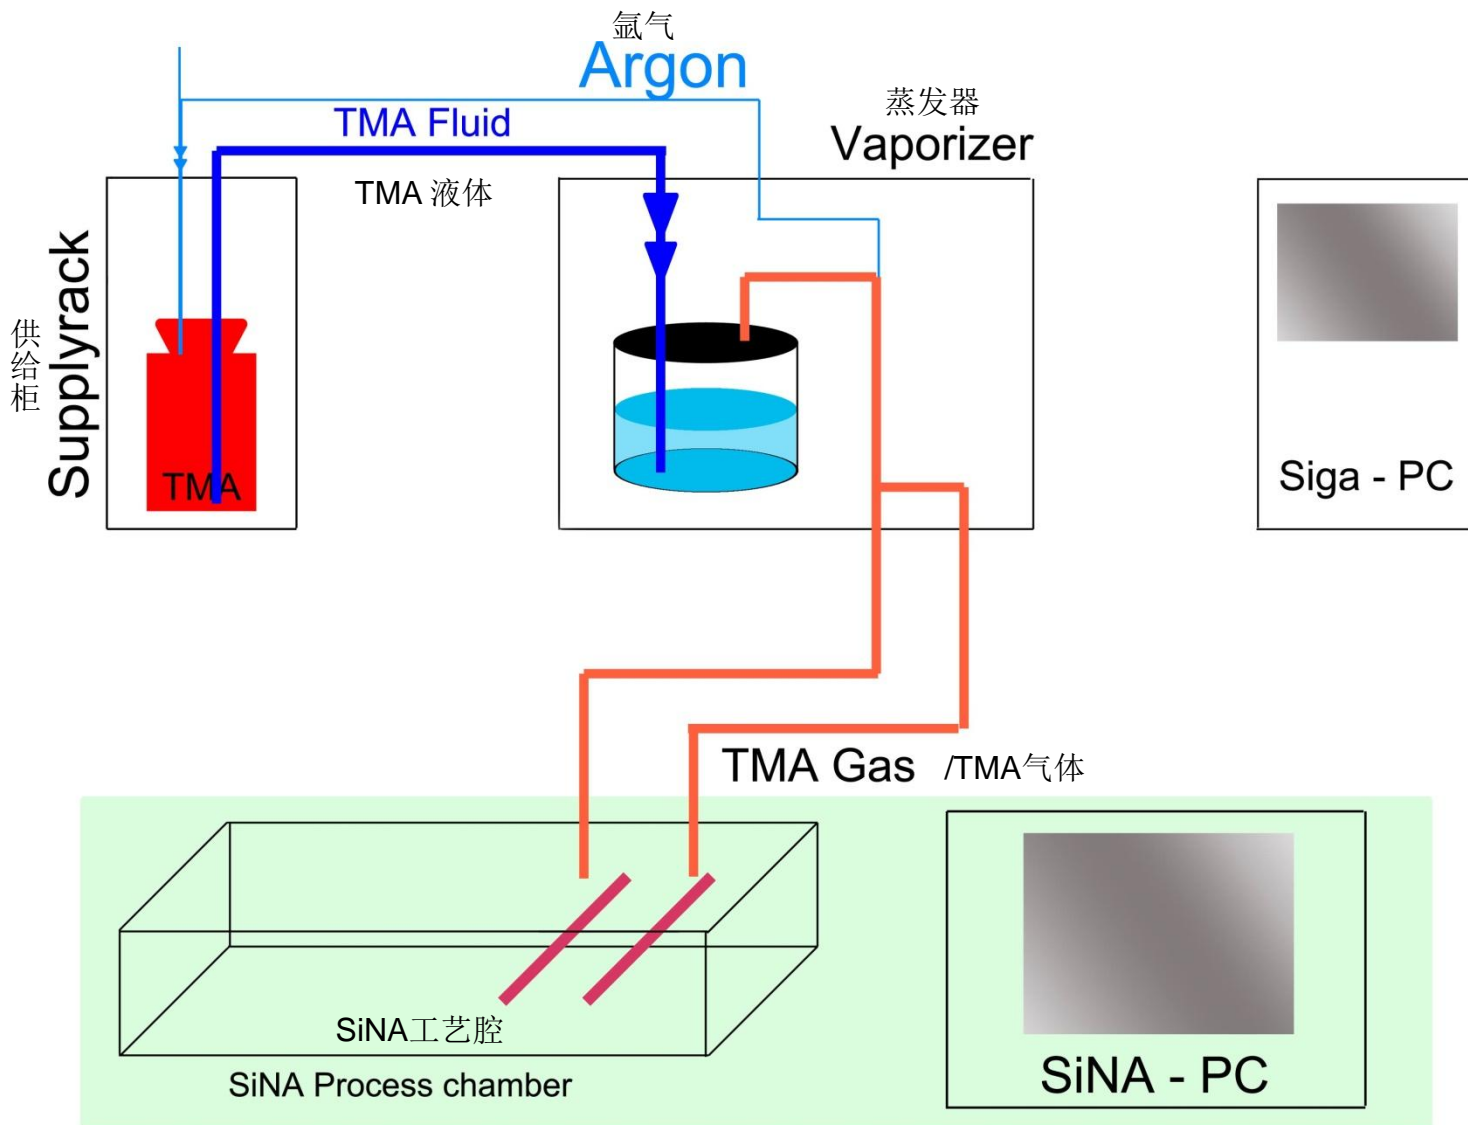 氩气
Argon
蒸发器
Vaporizer
TMA Fluid
TMA 液体
供给柜
Supplyrack
TMA
Siga - PC
TMA Gas /TMA气体
SiNA工艺腔
SiNA Process chamber
SiNA - PC